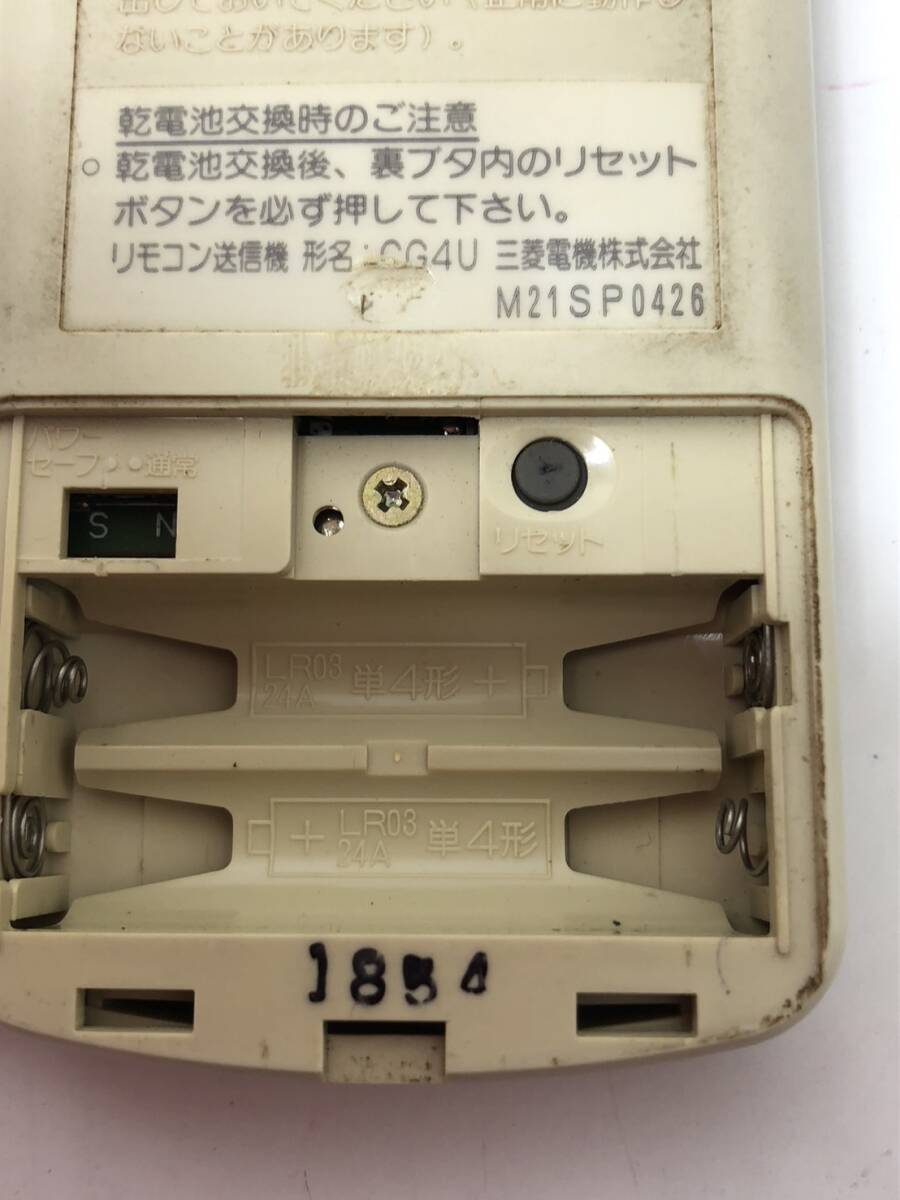 ないことがあります)。
乾電池交換時のご注意
○ 乾電池交換後、裏ブタ内のリセット
ボタンを必ず押して下さい。
リモコン送信機 形名:GG4U 三菱電機株式会社
M21SP0426
パワー
セーブ・・通常
S N
リセット
LR03
24A
単4形 +
+ LR03
24A
単4形
1854